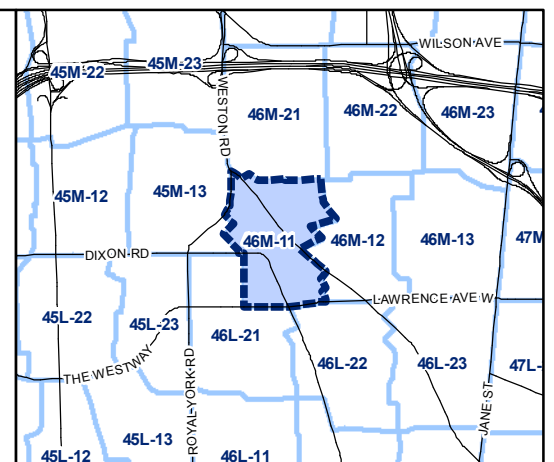 WILSON AVE
45M-22
45M-23
WESTON RD
46M-21
46M-22
46M-23
45M-12
45M-13
46M-11
46M-12
46M-13
47M
DIXON RD
LAWRENCE AVE W
45L-22
45L-23
46L-21
THE WESTWAY
ROYAL YORK RD
46L-22
46L-23
47L-
JANE ST
45L-12
45L-13
46L-11